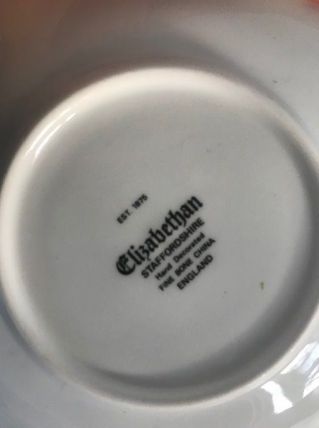 EST. 1875
Elizabethan
STAFFORDSHIRE
Hand Decorated
FINE BONE CHINA
ENGLAND